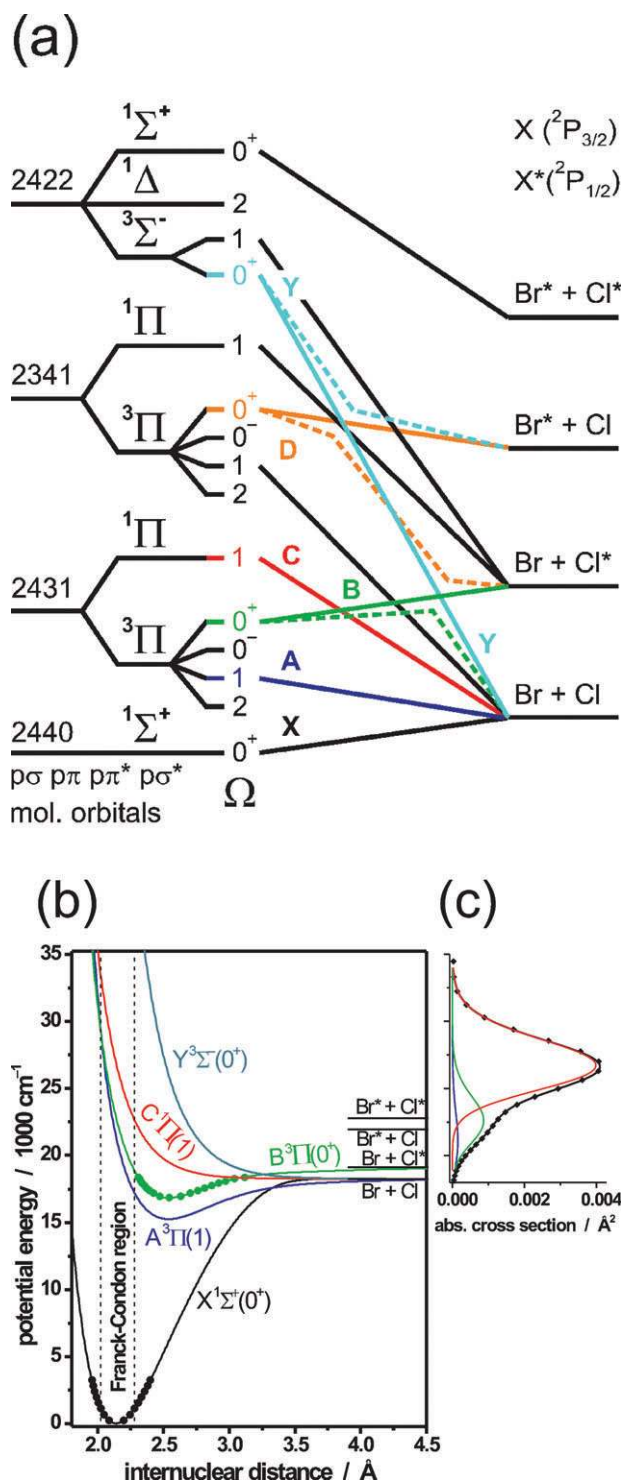 (a)
¹Σ⁺ 0⁺ X (²P₃/₂)
2422 ¹Δ 2 X*(²P₁/₂)
³Σ⁻ 1
0⁺ Y Br* + Cl*
¹Π 1
2341 0⁺ Br* + Cl
³Π 0⁻
1 D
2
¹Π 1 C Br + Cl*
2431 B
0⁺
³Π 0⁻ Y
1 A Br + Cl
2
¹Σ⁺ X
2440 0⁺
pσ pπ pπ* pσ* Ω
mol. orbitals
(b) (c)
potential energy / 1000 cm⁻¹
35
30
25
20
15
10
5
0
Franck-Condon region
Y³Σ⁻(0⁺)
C¹Π(1)
B³Π(0⁺)
A³Π(1)
X¹Σ⁺(0⁺)
Br* + Cl*
Br* + Cl
Br + Cl*
Br + Cl
2.0 2.5 3.0 3.5 4.0 4.5
internuclear distance / Å
0.000 0.002 0.004
abs. cross section / Å²